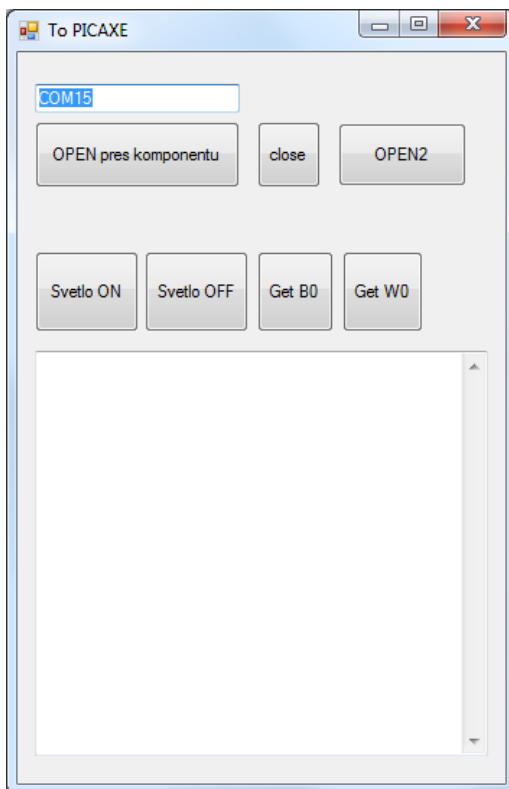 To PICAXE
COM15
OPEN pres komponentu close OPEN2
Svetlo ON Svetlo OFF Get B0 Get W0